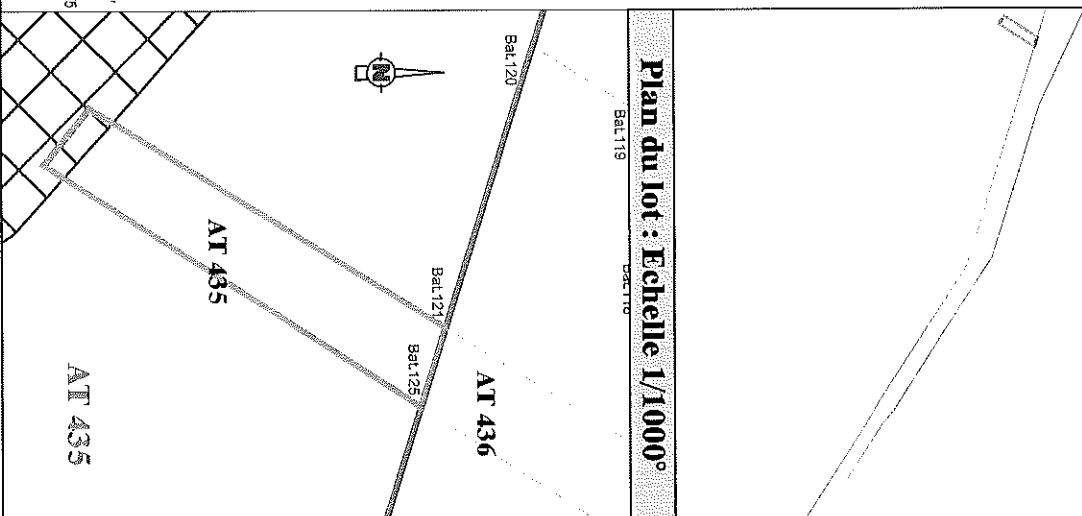 Plan du lot : Echelle 1/1000°
Bat.119
Bat.120
N
Bat.121
Bat.125
AT 436
AT 435
AT 435